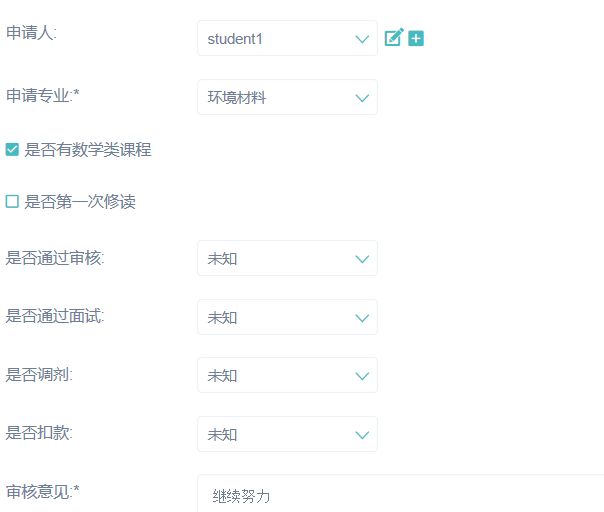 申请人: student1
申请专业:* 环境材料
是否有数学类课程
是否第一次修读
是否通过审核: 未知
是否通过面试: 未知
是否调剂: 未知
是否扣款: 未知
审核意见:* 继续努力